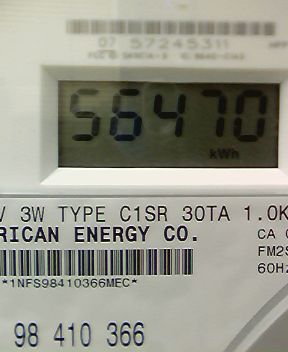 07 57245311
56470
kWh
V 3W TYPE C1SR 30TA 1.0K
RICAN ENERGY CO.
CA
FM2S
60Hz
*1NFS98410366MEC*
98 410 366